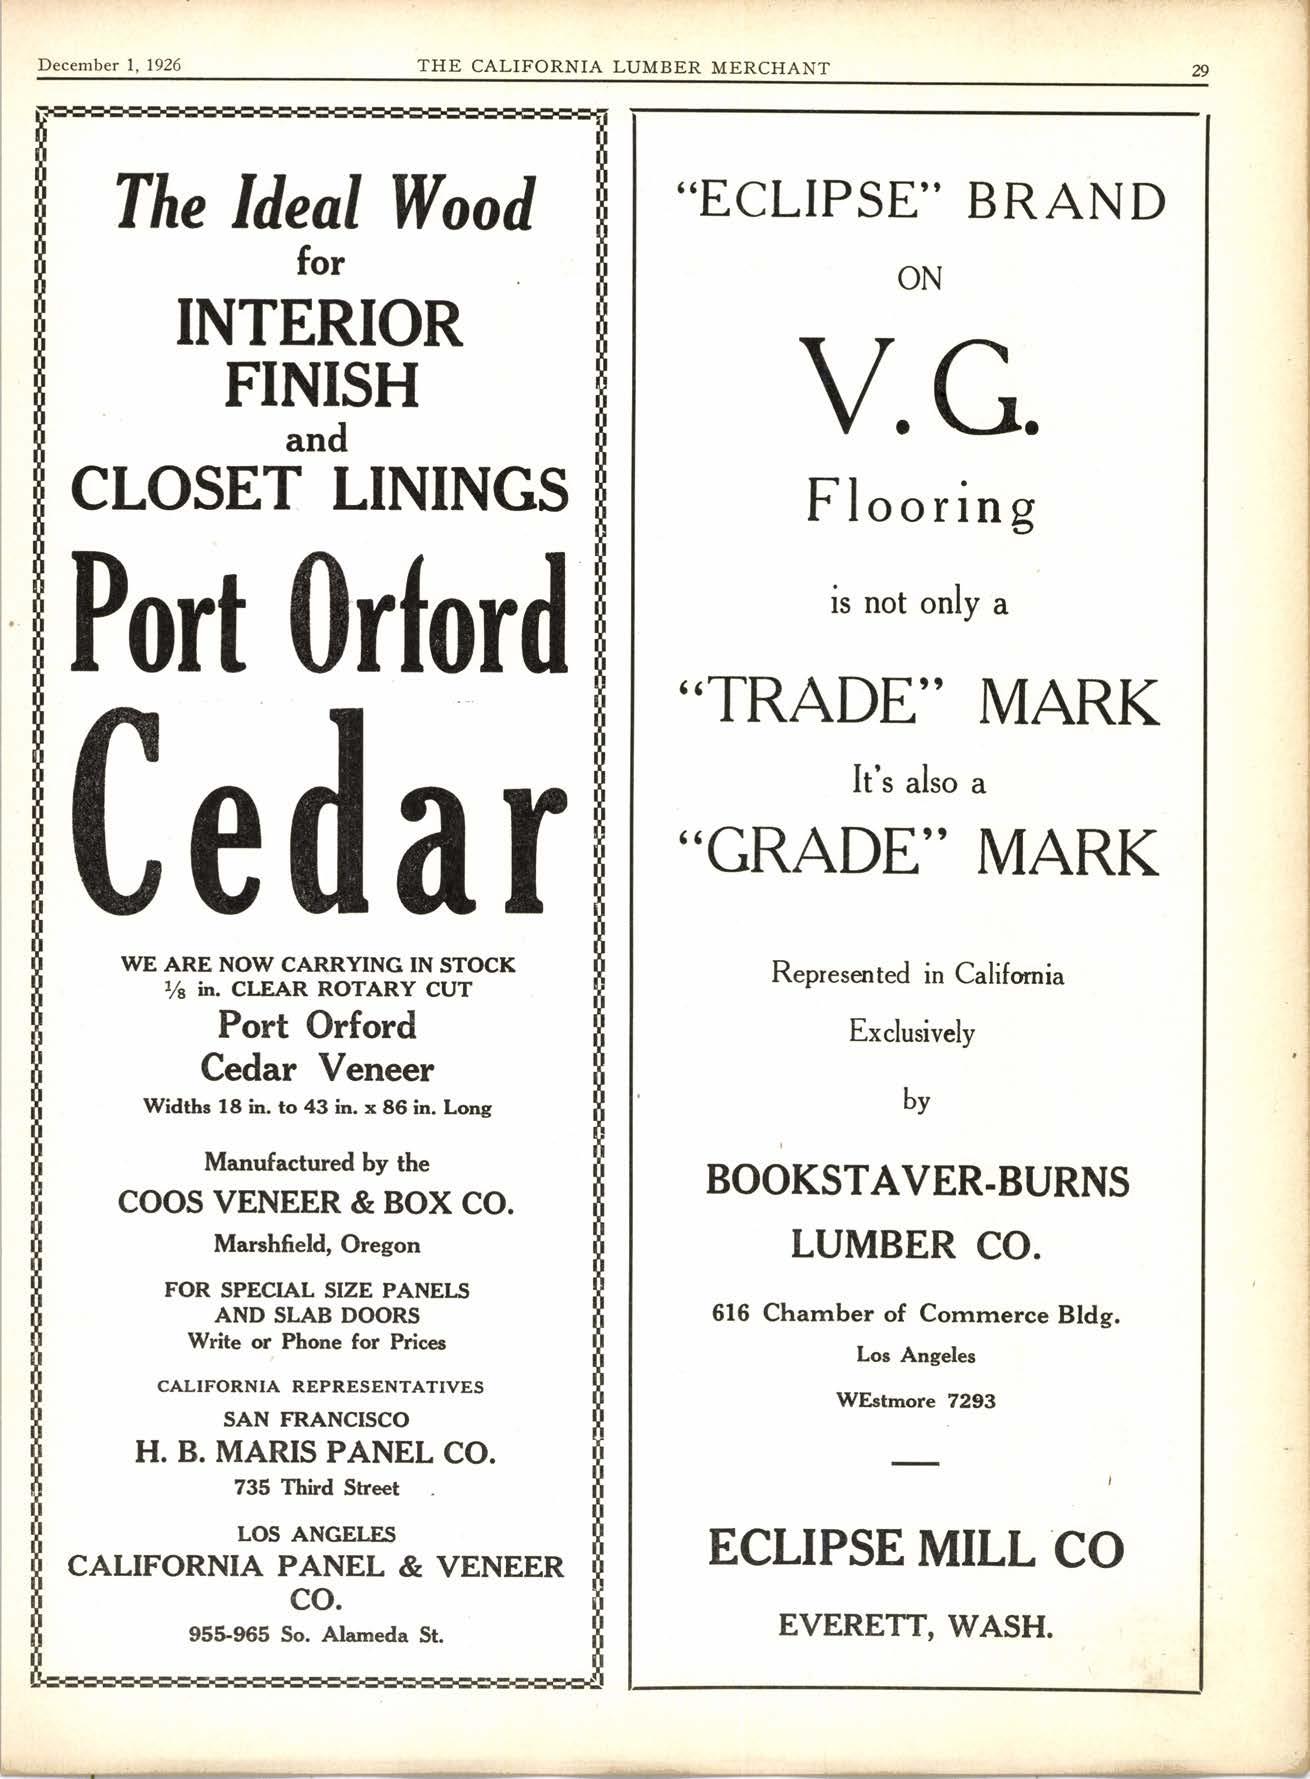 December 1, 1926
THE CALIFORNIA LUMBER MERCHANT
29
The Ideal Wood
for
INTERIOR
FINISH
and
CLOSET LININGS
Port Orford
Cedar
WE ARE NOW CARRYING IN STOCK
⅛ in. CLEAR ROTARY CUT
Port Orford
Cedar Veneer
Widths 18 in. to 43 in. x 86 in. Long
Manufactured by the
COOS VENEER & BOX CO.
Marshfield, Oregon
FOR SPECIAL SIZE PANELS
AND SLAB DOORS
Write or Phone for Prices
CALIFORNIA REPRESENTATIVES
SAN FRANCISCO
H. B. MARIS PANEL CO.
735 Third Street
LOS ANGELES
CALIFORNIA PANEL & VENEER
CO.
955-965 So. Alameda St.
"ECLIPSE" BRAND
ON
V. G.
Flooring
is not only a
"TRADE" MARK
It's also a
"GRADE" MARK
Represented in California
Exclusively
by
BOOKSTAVER-BURNS
LUMBER CO.
616 Chamber of Commerce Bldg.
Los Angeles
WEstmore 7293
ECLIPSE MILL CO
EVERETT, WASH.